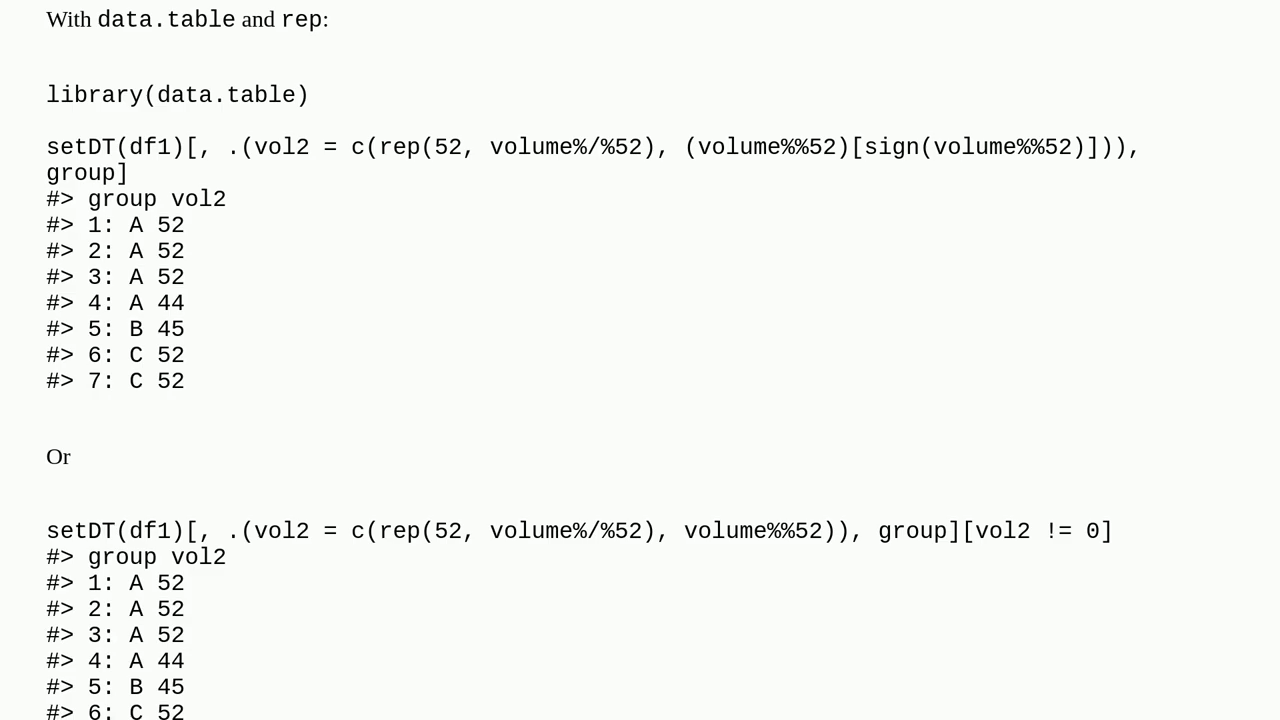 With data.table and rep:
library(data.table)
setDT(df1)[, .(vol2 = c(rep(52, volume%/%52), (volume%%52)[sign(volume%%52)])),
group]
#> group vol2
#> 1: A 52
#> 2: A 52
#> 3: A 52
#> 4: A 44
#> 5: B 45
#> 6: C 52
#> 7: C 52
Or
setDT(df1)[, .(vol2 = c(rep(52, volume%/%52), volume%%52)), group][vol2 != 0]
#> group vol2
#> 1: A 52
#> 2: A 52
#> 3: A 52
#> 4: A 44
#> 5: B 45
#> 6: C 52